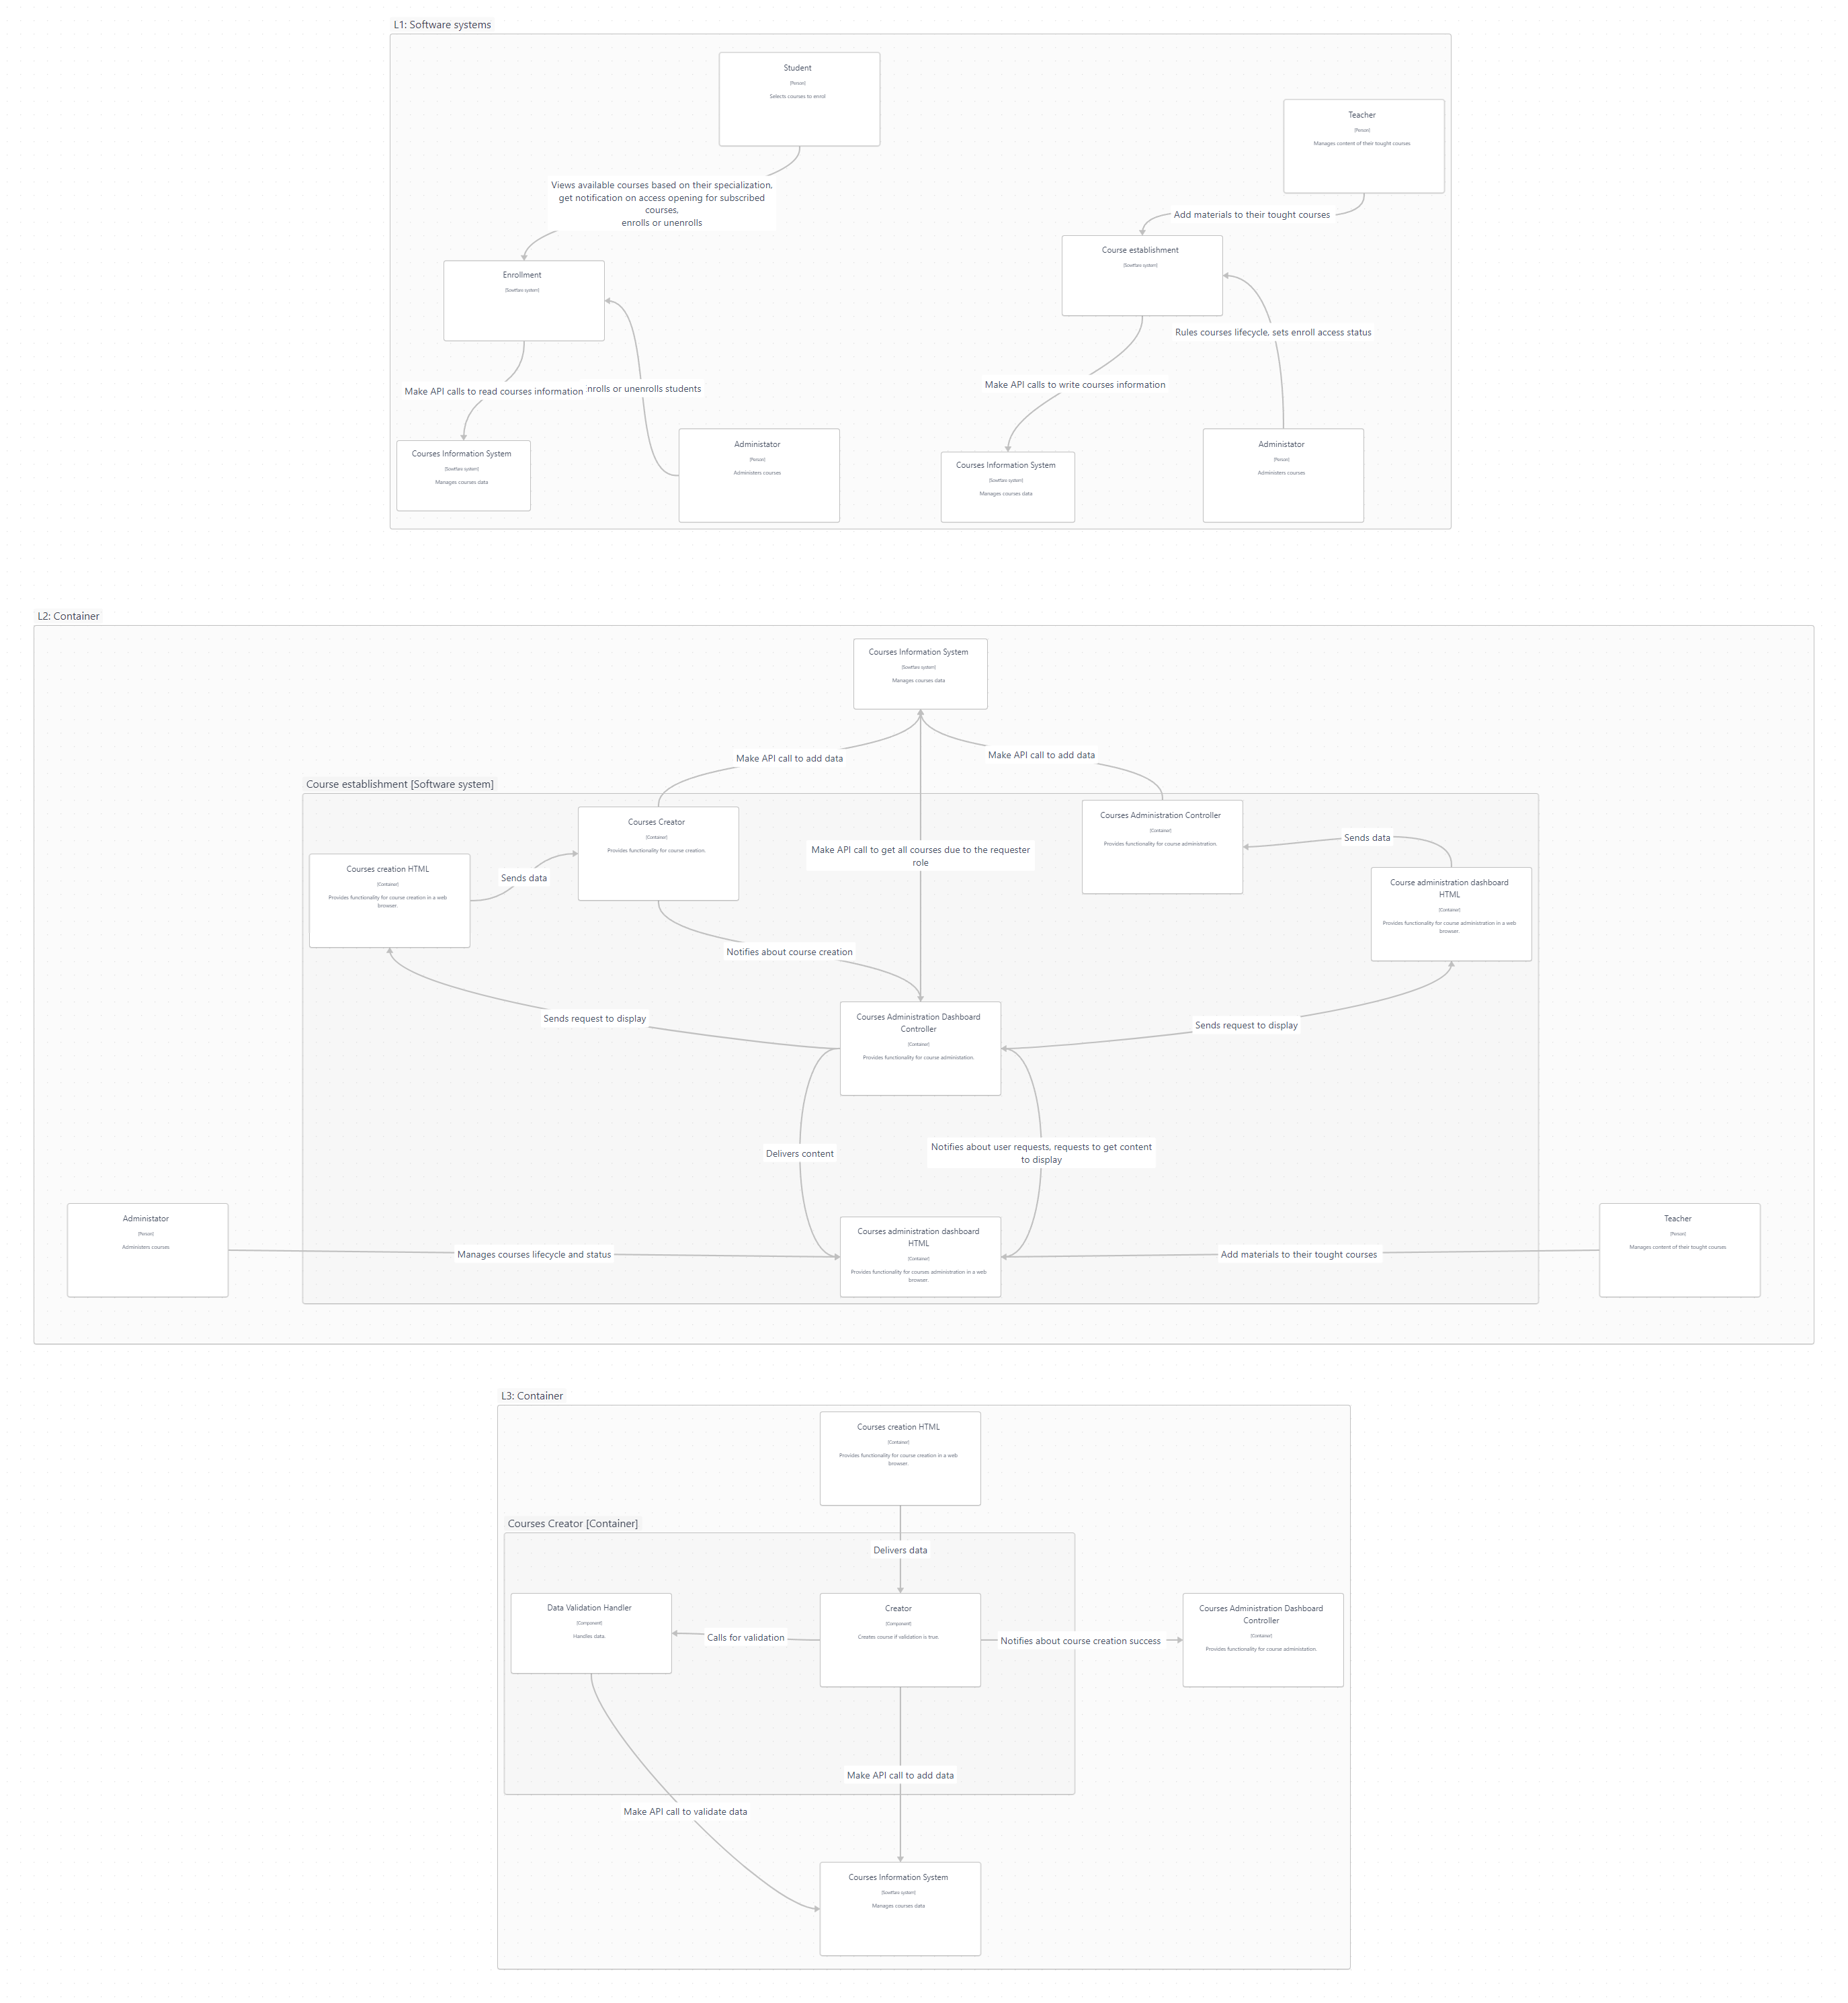 L1: Software systems
Student
[Person]
Selects courses to enrol
Teacher
[Person]
Manages content of their tought courses
Views available courses based on their specialization,
get notification on access opening for subscribed
courses,
enrolls or unenrolls
Add materials to their tought courses
Enrollment
[Sowftare system]
Course establishment
[Sowftare system]
Rules courses lifecycle, sets enroll access status
Make API calls to read courses information
nrolls or unenrolls students
Make API calls to write courses information
Courses Information System
[Sowftare system]
Manages courses data
Administator
[Person]
Administers courses
Courses Information System
[Sowftare system]
Manages courses data
Administator
[Person]
Administers courses
L2: Container
Courses Information System
[Sowftare system]
Manages courses data
Make API call to add data
Make API call to add data
Course establishment [Software system]
Courses Creator
[Container]
Provides functionality for course creation.
Courses Administration Controller
[Container]
Provides functionality for course administration.
Sends data
Make API call to get all courses due to the requester
role
Courses creation HTML
[Container]
Provides functionality for course creation in a web
browser.
Sends data
Course administration dashboard
HTML
[Container]
Provides functionality for course administration in a web
browser.
Notifies about course creation
Sends request to display
Courses Administration Dashboard
Controller
[Container]
Provides functionality for course administation.
Sends request to display
Delivers content
Notifies about user requests, requests to get content
to display
Administator
[Person]
Administers courses
Manages courses lifecycle and status
Courses administration dashboard
HTML
[Container]
Provides functionality for courses administration in a web
browser.
Add materials to their tought courses
Teacher
[Person]
Manages content of their tought courses
L3: Container
Courses creation HTML
[Container]
Provides functionality for course creation in a web
browser.
Courses Creator [Container]
Delivers data
Data Validation Handler
[Component]
Handles data.
Calls for validation
Creator
[Component]
Creates course if validation is true.
Notifies about course creation success
Courses Administration Dashboard
Controller
[Container]
Provides functionality for course administation.
Make API call to add data
Make API call to validate data
Courses Information System
[Sowftare system]
Manages courses data